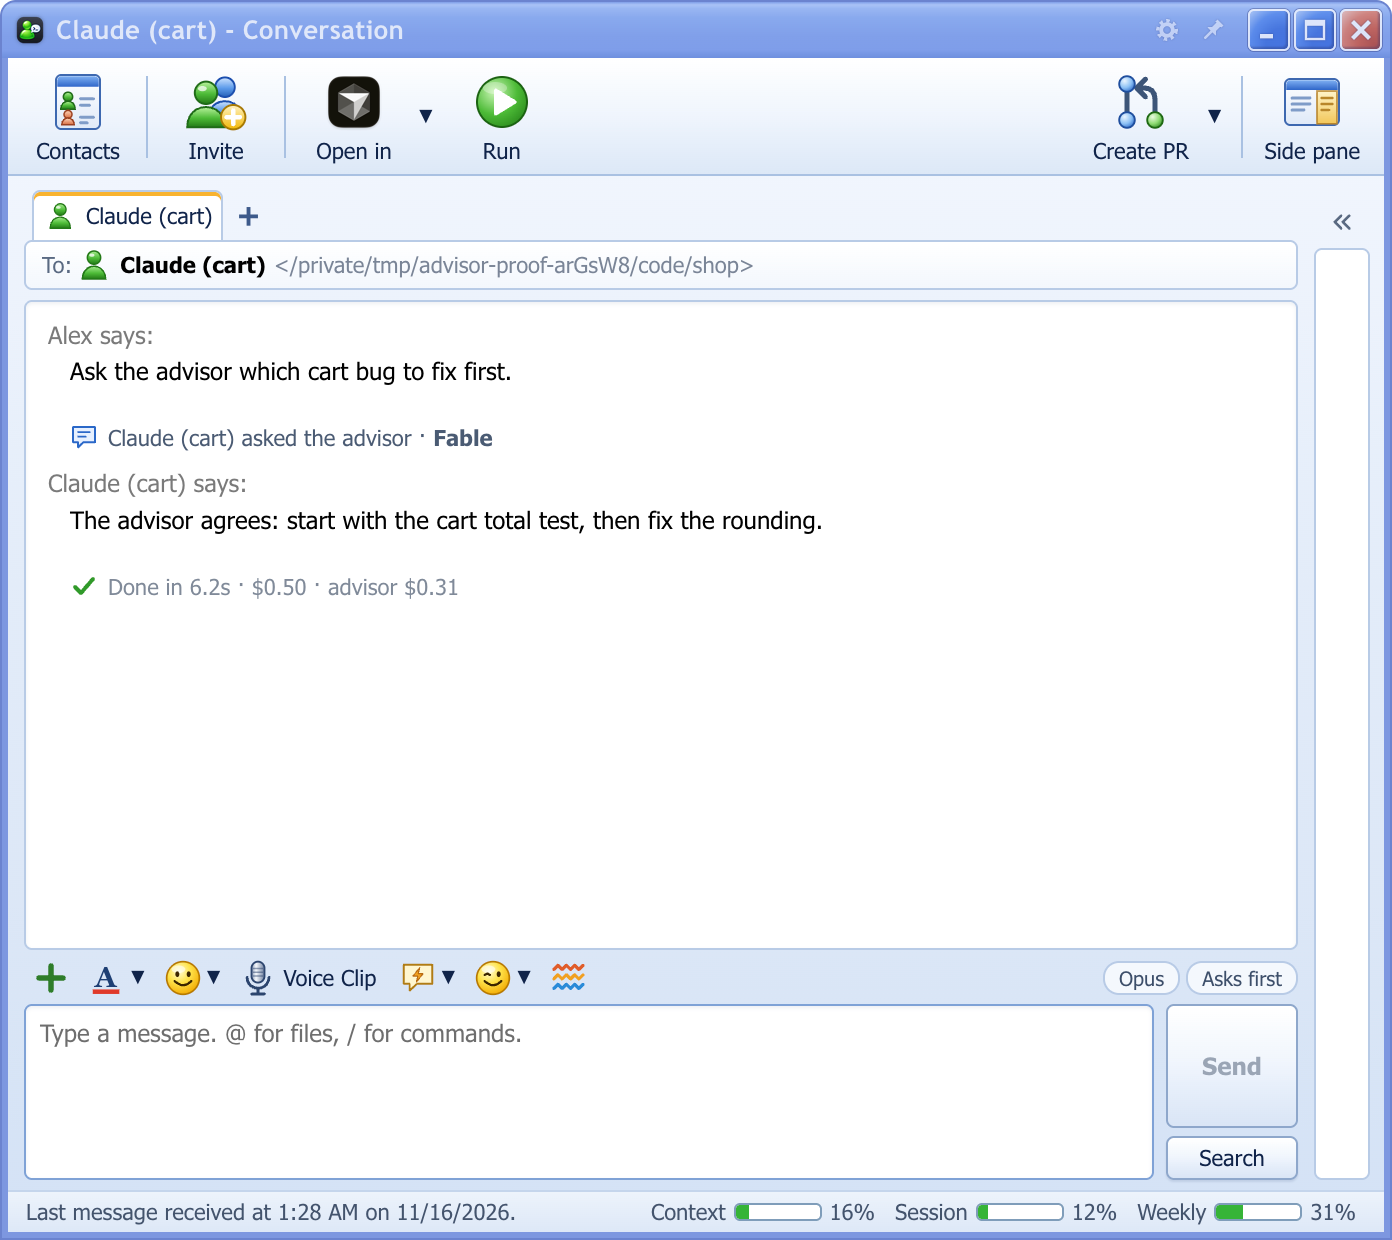 Claude (cart) - Conversation
Contacts
Invite
Open in
Run
Create PR
Side pane
Claude (cart)
To: Claude (cart) </private/tmp/advisor-proof-arGsW8/code/shop>
Alex says:
Ask the advisor which cart bug to fix first.
Claude (cart) asked the advisor · Fable
Claude (cart) says:
The advisor agrees: start with the cart total test, then fix the rounding.
Done in 6.2s · $0.50 · advisor $0.31
A
Voice Clip
Opus
Asks first
Type a message. @ for files, / for commands.
Send
Search
Last message received at 1:28 AM on 11/16/2026.
Context 16% Session 12% Weekly 31%